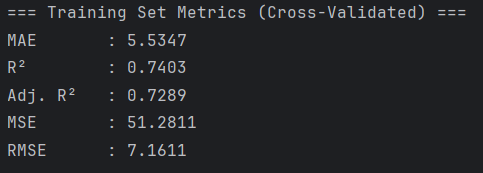 === Training Set Metrics (Cross-Validated) ===
MAE : 5.5347
R² : 0.7403
Adj. R² : 0.7289
MSE : 51.2811
RMSE : 7.1611